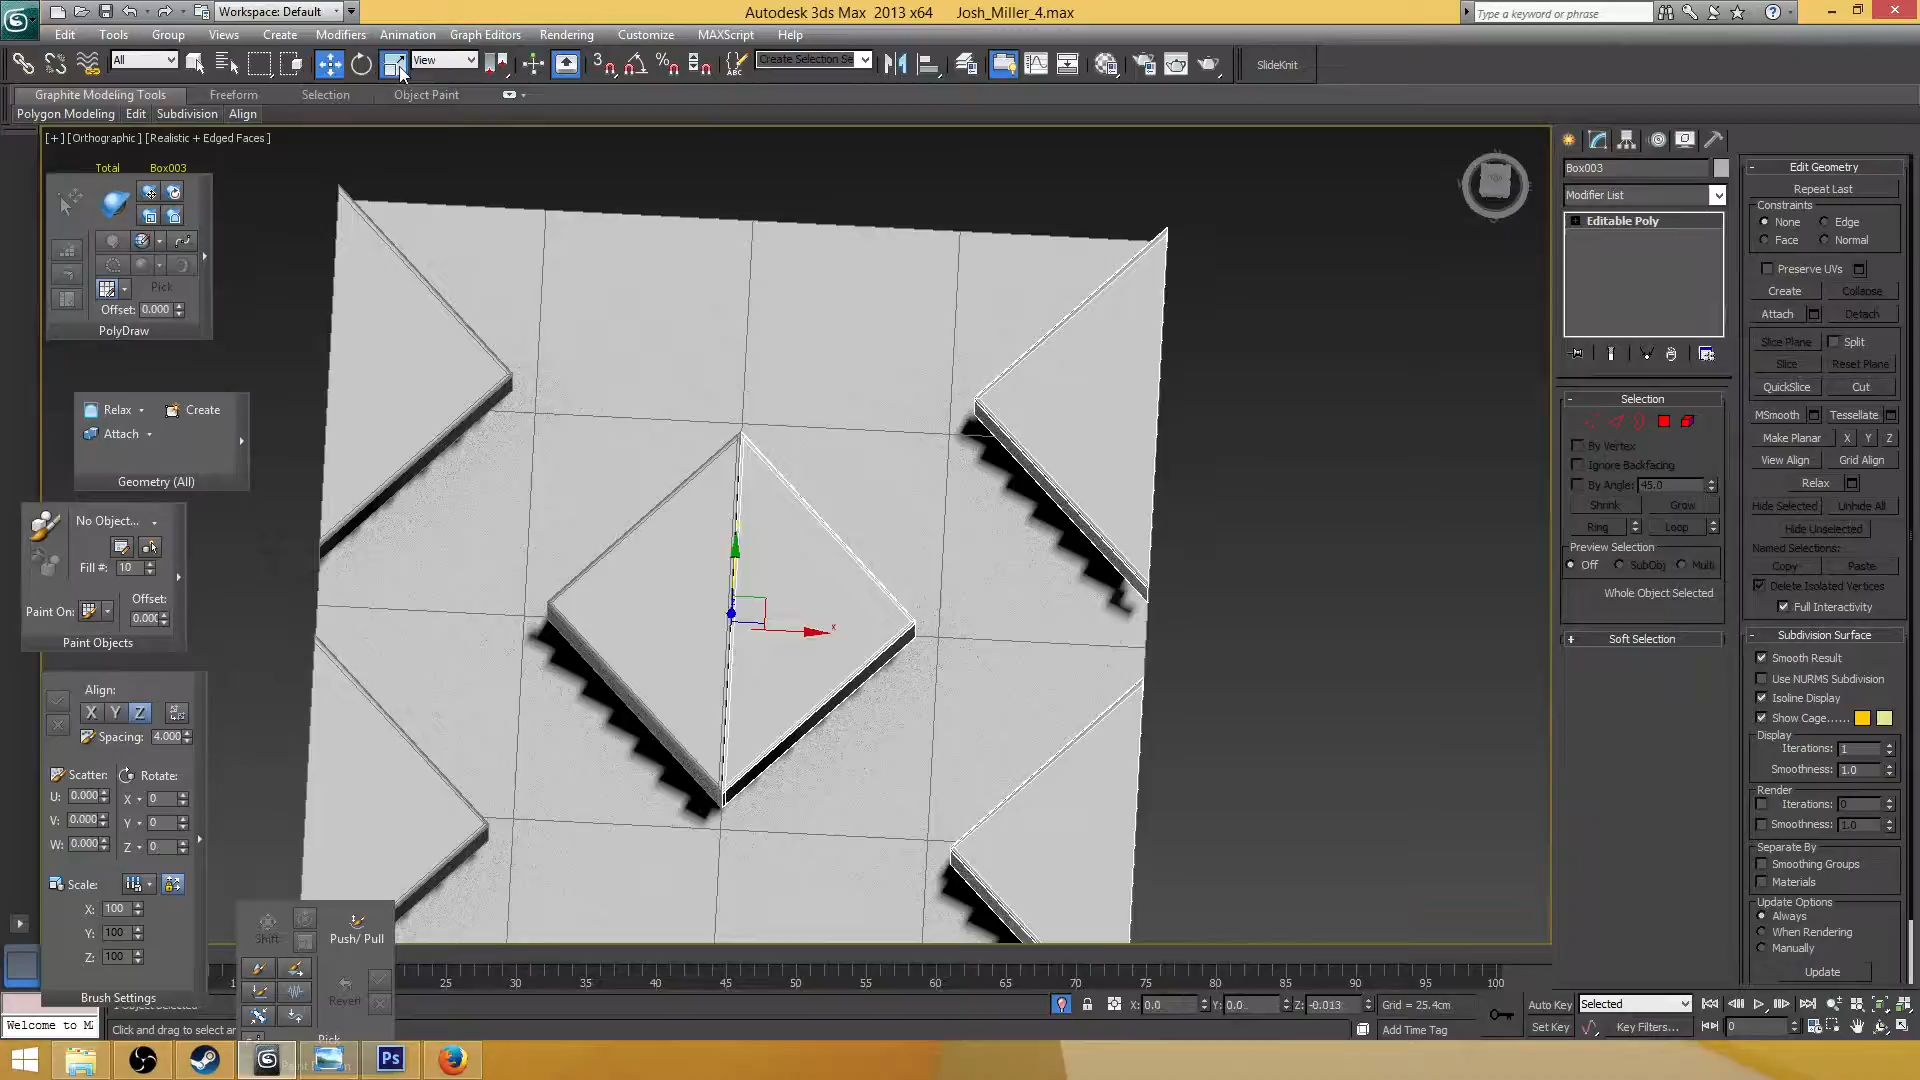 Workspace: Default
Autodesk 3ds Max 2013 x64 Josh_Miller_4.max
Type a keyword or phrase
Edit Tools Group Views Create Modifiers Animation Graph Editors Rendering Customize MAXScript Help
All View Create Selection Se SlideKnit
Graphite Modeling Tools Freeform Selection Object Paint
Polygon Modeling Edit Subdivision Align
[+] [Orthographic] [Realistic + Edged Faces]
Total Box003
Pick
Offset: 0.000
PolyDraw
Relax Create
Attach
Geometry (All)
No Object...
Fill #: 10
Offset:
Paint On: 0.000
Paint Objects
Align:
X Y Z
Spacing: 4.000
Scatter: Rotate:
U: 0.000 X 0
V: 0.000 Y 0
W: 0.000 Z 0
Scale:
X: 100
Y: 100
Z: 100
Brush Settings
Shift Push/ Pull
Revert
x
Box003
Modifier List
Editable Poly
Selection
By Vertex
Ignore Backfacing
By Angle: 45.0
Shrink Grow
Ring Loop
Preview Selection
Off SubObj Multi
Whole Object Selected
Soft Selection
Edit Geometry
Repeat Last
Constraints
None Edge
Face Normal
Preserve UVs
Create Collapse
Attach Detach
Slice Plane Split
Slice Reset Plane
QuickSlice Cut
MSmooth Tessellate
Make Planar X Y Z
View Align Grid Align
Relax
Hide Selected Unhide All
Hide Unselected
Named Selections:
Copy Paste
Delete Isolated Vertices
Full Interactivity
Subdivision Surface
Smooth Result
Use NURMS Subdivision
Isoline Display
Show Cage......
Display
Iterations: 1
Smoothness: 1.0
Render
Iterations: 0
Smoothness: 1.0
Separate By
Smoothing Groups
Materials
Update Options
Always
When Rendering
Manually
Update
25 30 35 40 45 50 55 60 65 70 75 80 85 90 95 100
X: 0.0 Y: 0.0 Z: -0.013 Grid = 25.4cm
Auto Key Selected
Welcome to M
Click and drag to select ar
Add Time Tag
Set Key Key Filters... 0
Ps